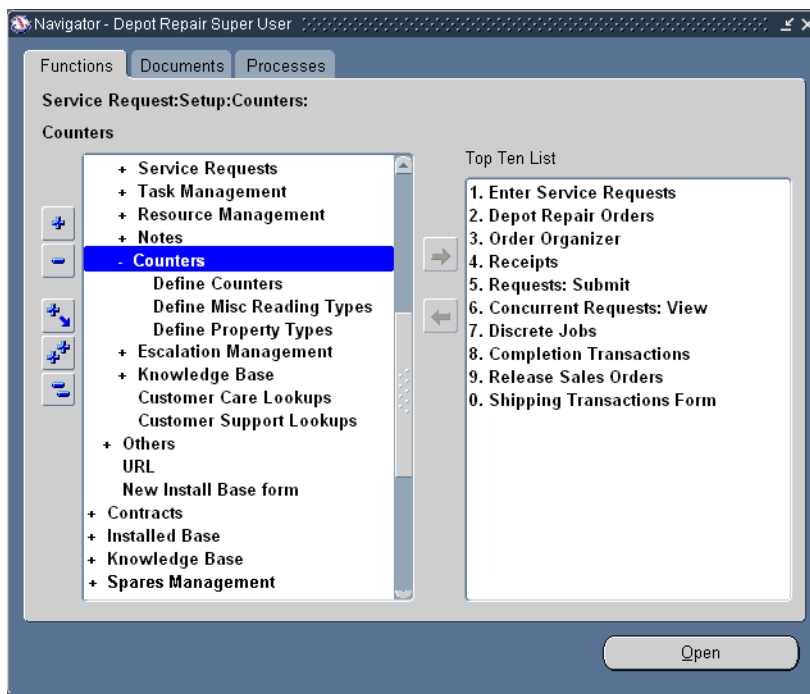 Navigator - Depot Repair Super User
Functions Documents Processes
Service Request:Setup:Counters:
Counters
+ Service Requests
+ Task Management
+ Resource Management
+ Notes
- Counters
Define Counters
Define Misc Reading Types
Define Property Types
+ Escalation Management
+ Knowledge Base
Customer Care Lookups
Customer Support Lookups
+ Others
URL
New Install Base form
+ Contracts
+ Installed Base
+ Knowledge Base
+ Spares Management
Top Ten List
1. Enter Service Requests
2. Depot Repair Orders
3. Order Organizer
4. Receipts
5. Requests: Submit
6. Concurrent Requests: View
7. Discrete Jobs
8. Completion Transactions
9. Release Sales Orders
0. Shipping Transactions Form
Open